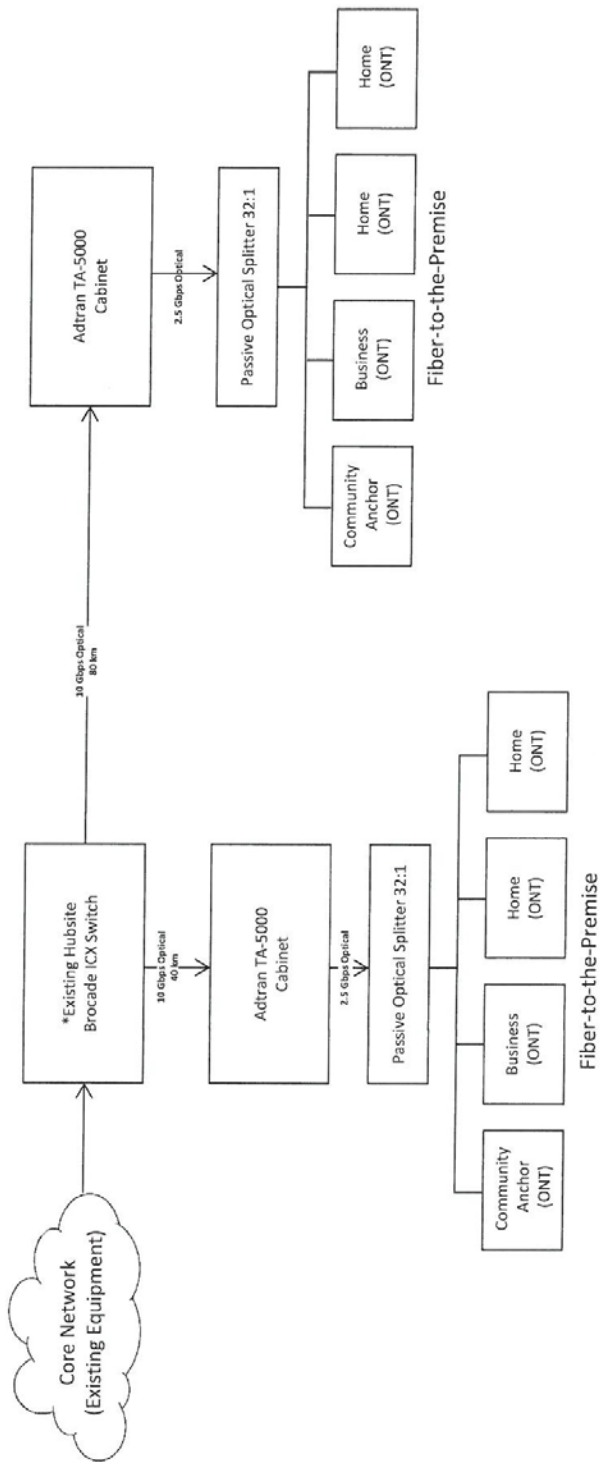 Core Network
(Existing Equipment)
*Existing Hubsite
Brocade ICX Switch
10 Gbps Optical
80 km
Adtran TA-5000
Cabinet
2.5 Gbps Optical
Passive Optical Splitter 32:1
Community
Anchor
(ONT)
Business
(ONT)
Home
(ONT)
Home
(ONT)
Fiber-to-the-Premise
10 Gbps Optical
40 km
Adtran TA-5000
Cabinet
2.5 Gbps Optical
Passive Optical Splitter 32:1
Community
Anchor
(ONT)
Business
(ONT)
Home
(ONT)
Home
(ONT)
Fiber-to-the-Premise